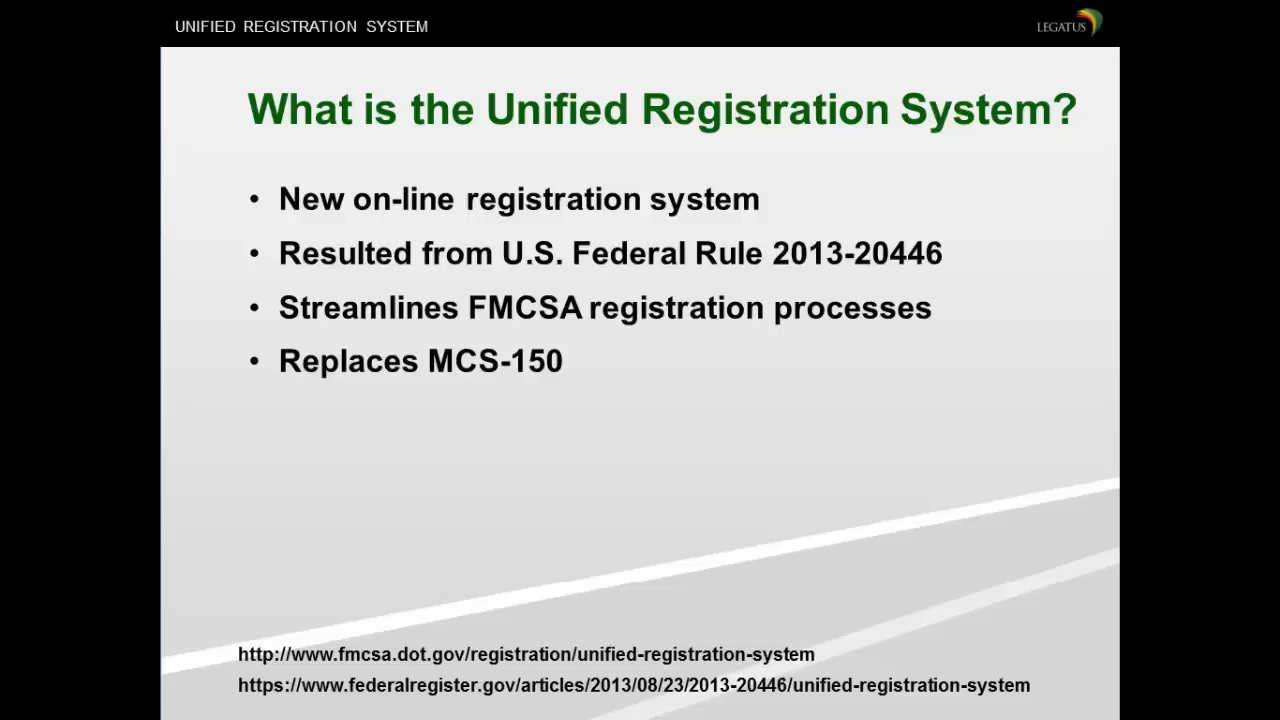 UNIFIED REGISTRATION SYSTEM
LEGATUS
What is the Unified Registration System?
• New on-line registration system
• Resulted from U.S. Federal Rule 2013-20446
• Streamlines FMCSA registration processes
• Replaces MCS-150
http://www.fmcsa.dot.gov/registration/unified-registration-system
https://www.federalregister.gov/articles/2013/08/23/2013-20446/unified-registration-system